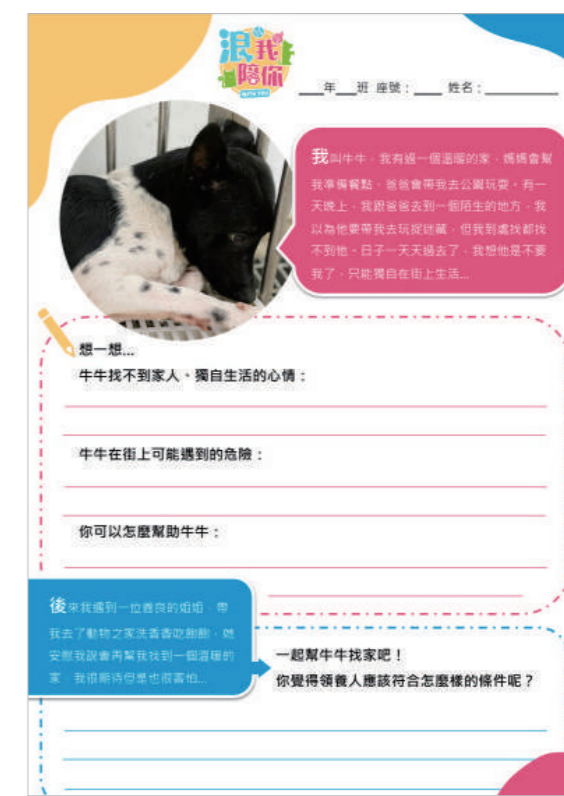 浪我
陪你
WITH YOU
___年___班 座號：____ 姓名：________
我叫牛牛，我有過一個溫暖的家，媽媽會幫
我準備餐點，爸爸會帶我去公園玩耍。有一
天晚上，我跟爸爸去到一個陌生的地方，我
以為他要帶我去玩捉迷藏，但我到處找都找
不到他。日子一天天過去了，我想他是不要
我了，只能獨自在街上生活...
想一想...
牛牛找不到家人、獨自生活的心情：
牛牛在街上可能遇到的危險：
你可以怎麼幫助牛牛：
後來我遇到一位善良的姐姐，帶
我去了動物之家洗香香吃飽飽，她
安慰我說會再幫我找到一個溫暖的
家，我很期待但是也很害怕...
一起幫牛牛找家吧！
你覺得領養人應該符合怎麼樣的條件呢？